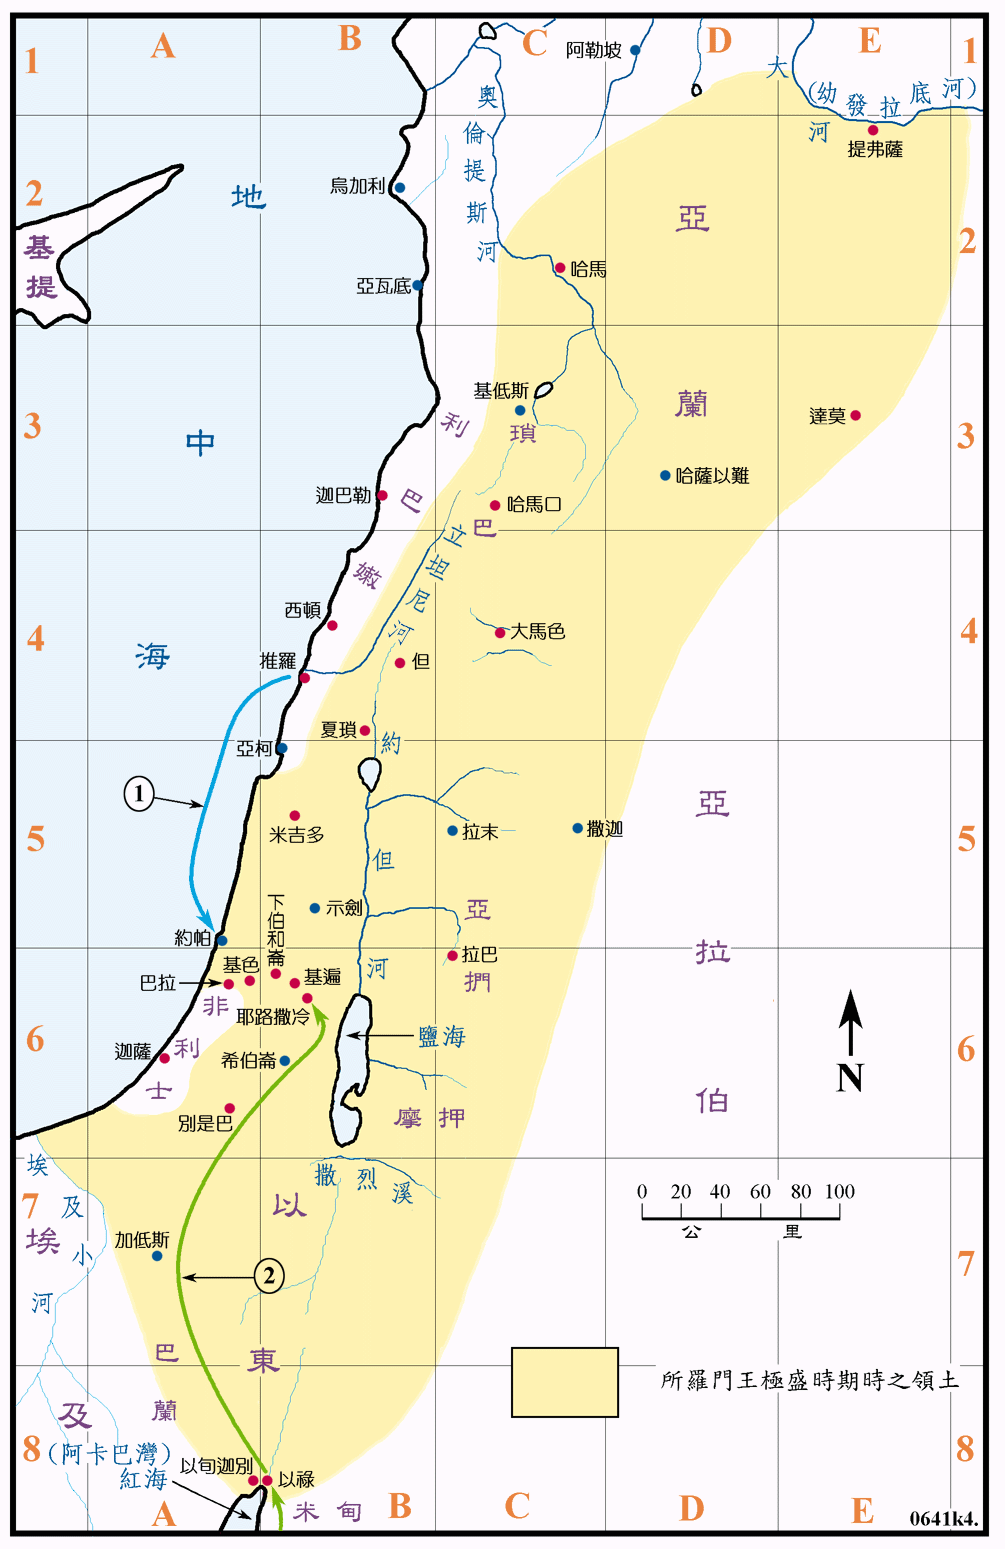 A
B
C
D
E
1
1
阿勒坡
大
(幼發拉底河)
河
提弗薩
奧倫提斯河
2
2
地
烏加利
亞
基提
哈馬
亞瓦底
3
3
基低斯
蘭
達莫
利
瑣
中
哈薩以難
迦巴勒
巴
哈馬口
巴
立坦尼河
嫩
4
4
西頓
大馬色
海
推羅
但
夏瑣
約
亞柯
1
亞
5
5
米吉多
拉末
撒迦
但
下伯和崙
示劍
亞
約帕
拉
拉巴
基色
河
巴拉
基遍
捫
非
耶路撒冷
6
6
鹽海
迦薩
利
希伯崙
N
士
別是巴
摩押
伯
埃及小河
撒烈溪
7
7
以
0 20 40 60 80 100
公里
埃
加低斯
2
巴
東
所羅門王極盛時期時之領土
及
蘭
8
8
(阿卡巴灣)
紅海
以旬迦別
以祿
米甸
A
B
C
D
E
0641k4.